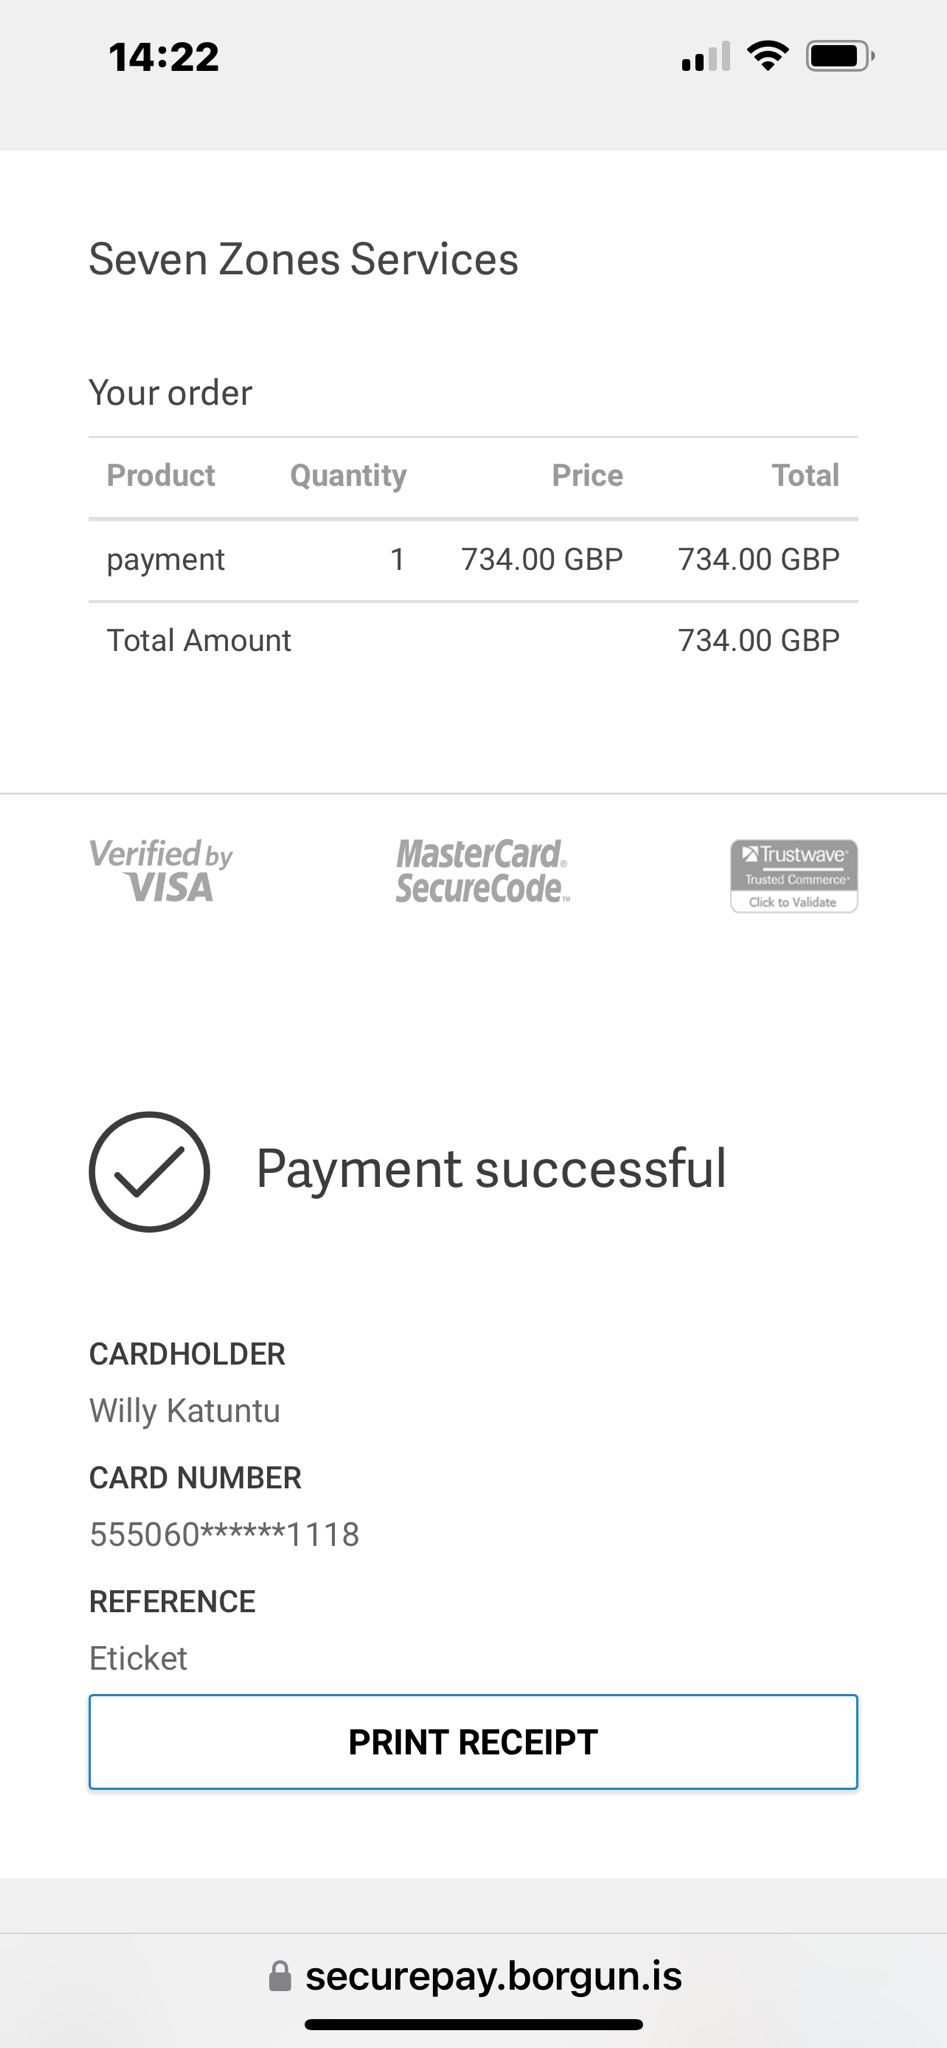 14:22
Seven Zones Services
Your order
Product Quantity Price Total
payment 1 734.00 GBP 734.00 GBP
Total Amount 734.00 GBP
Verified by
VISA
MasterCard®
SecureCode™
Trustwave®
Trusted Commerce®
Click to Validate
Payment successful
CARDHOLDER
Willy Katuntu
CARD NUMBER
555060******1118
REFERENCE
Eticket
PRINT RECEIPT
securepay.borgun.is